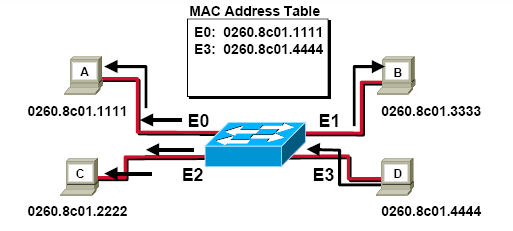 MAC Address Table
E0: 0260.8c01.1111
E3: 0260.8c01.4444
A
B
0260.8c01.1111
E0
E1
0260.8c01.3333
C
E2
E3
D
0260.8c01.2222
0260.8c01.4444